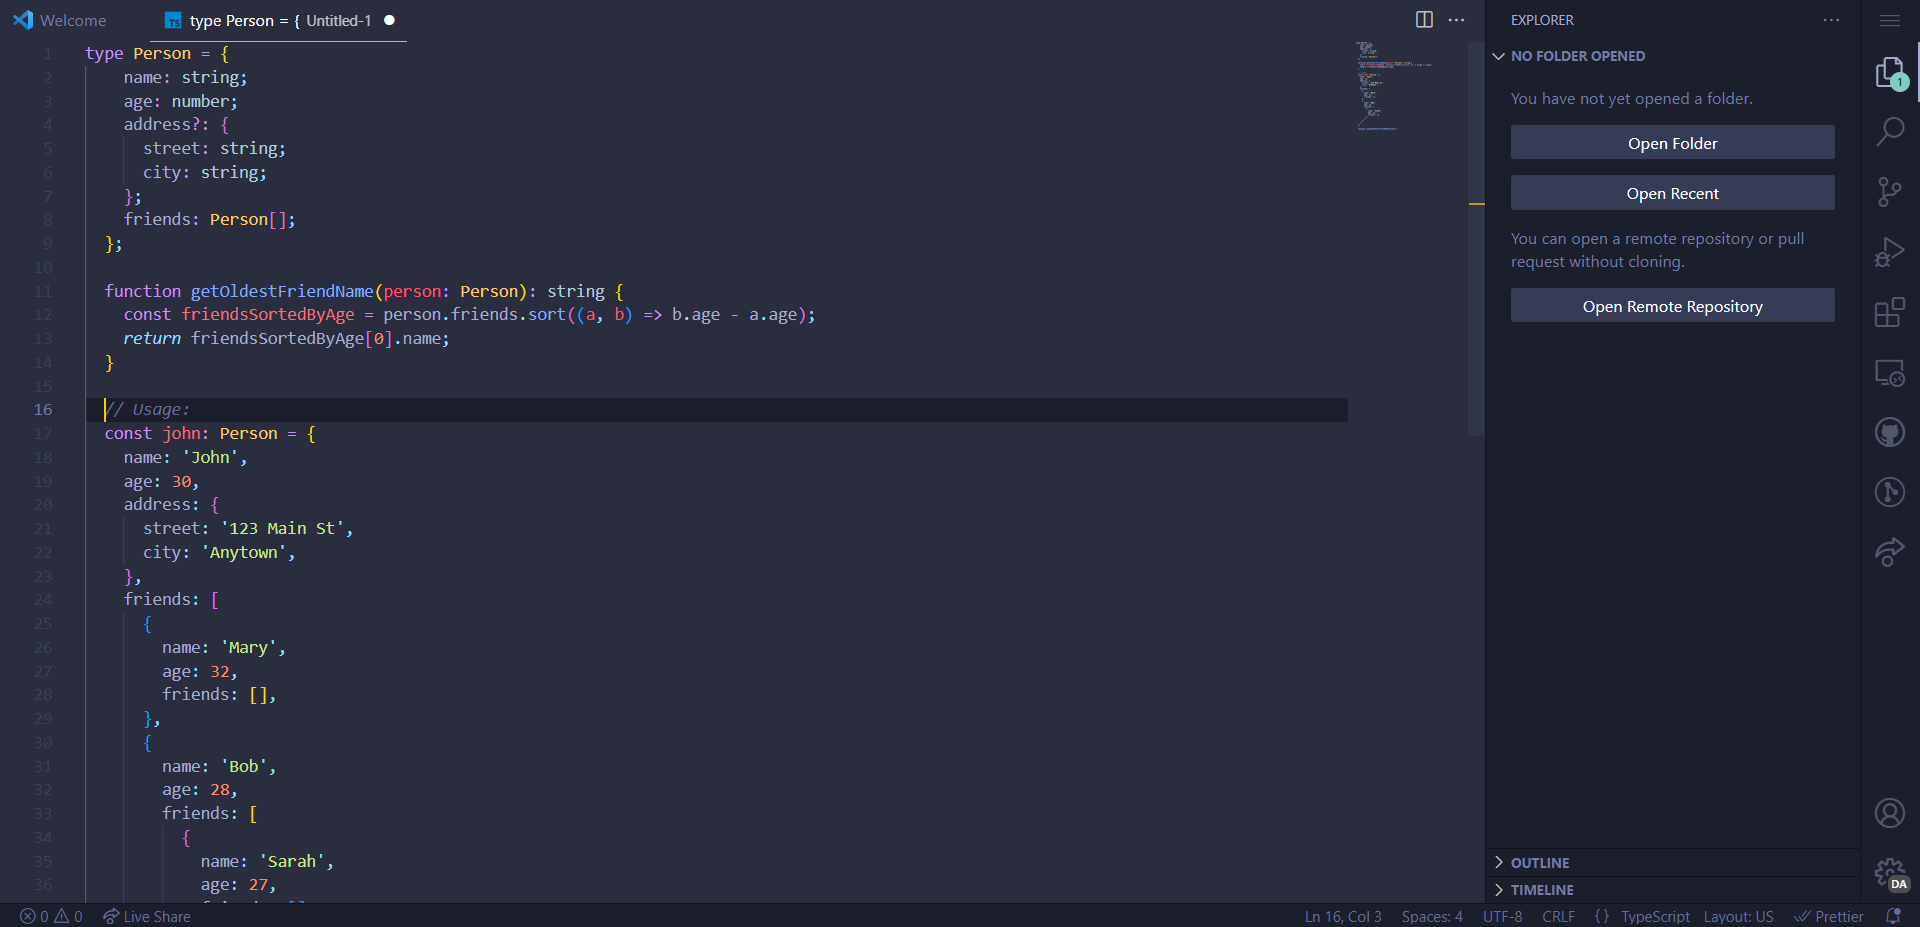 Welcome
TS type Person = { Untitled-1
EXPLORER
NO FOLDER OPENED
You have not yet opened a folder.
Open Folder
Open Recent
You can open a remote repository or pull
request without cloning.
Open Remote Repository
1
1 type Person = {
2 name: string;
3 age: number;
4 address?: {
5 street: string;
6 city: string;
7 };
8 friends: Person[];
9 };
10
11 function getOldestFriendName(person: Person): string {
12 const friendsSortedByAge = person.friends.sort((a, b) => b.age - a.age);
13 return friendsSortedByAge[0].name;
14 }
15
16 // Usage:
17 const john: Person = {
18 name: 'John',
19 age: 30,
20 address: {
21 street: '123 Main St',
22 city: 'Anytown',
23 },
24 friends: [
25 {
26 name: 'Mary',
27 age: 32,
28 friends: [],
29 },
30 {
31 name: 'Bob',
32 age: 28,
33 friends: [
34 {
35 name: 'Sarah',
36 age: 27,
OUTLINE
TIMELINE
DA
0 0 Live Share
Ln 16, Col 3 Spaces: 4 UTF-8 CRLF {} TypeScript Layout: US Prettier